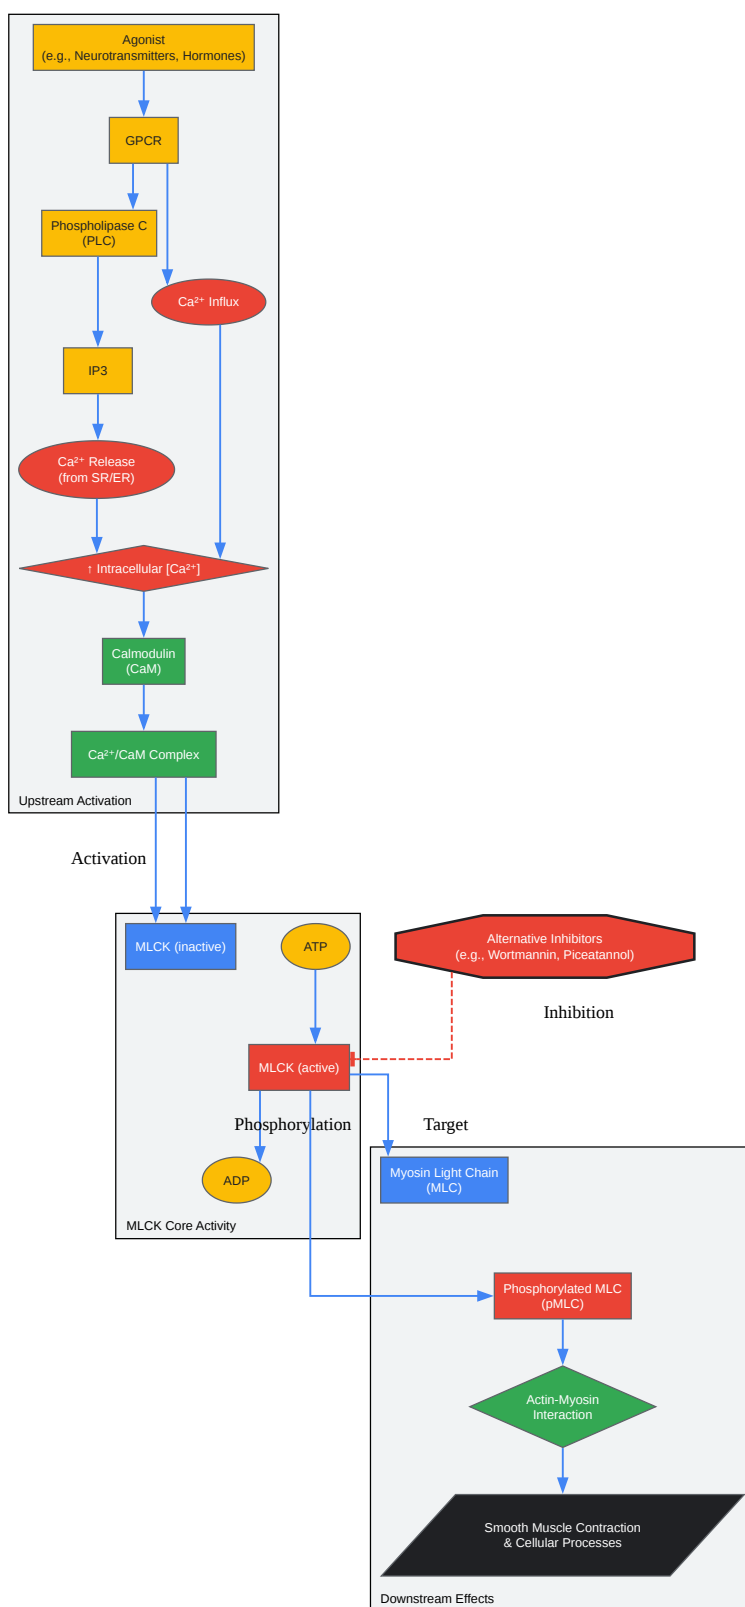 Agonist
(e.g., Neurotransmitters, Hormones)
GPCR
Phospholipase C
(PLC)
Ca²⁺ Influx
IP3
Ca²⁺ Release
(from SR/ER)
↑ Intracellular [Ca²⁺]
Calmodulin
(CaM)
Ca²⁺/CaM Complex
Upstream Activation
Activation
MLCK (inactive)
ATP
Alternative Inhibitors
(e.g., Wortmannin, Piceatannol)
Inhibition
MLCK (active)
Phosphorylation
Target
ADP
MLCK Core Activity
Myosin Light Chain
(MLC)
Phosphorylated MLC
(pMLC)
Actin-Myosin
Interaction
Smooth Muscle Contraction
& Cellular Processes
Downstream Effects